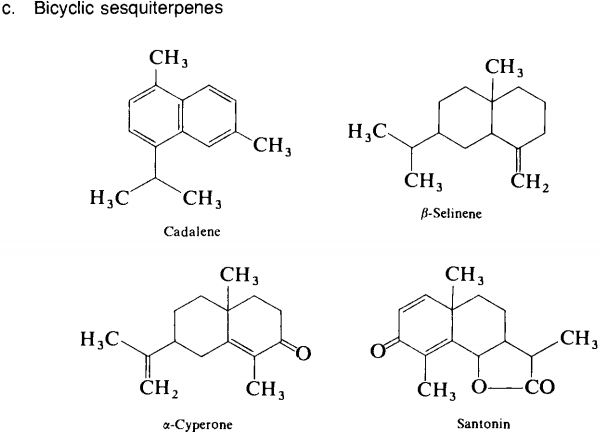 c. Bicyclic sesquiterpenes
CH3
CH3
H3C CH3
Cadalene
CH3
H3C
CH3 CH2
β-Selinene
CH3
H3C
O
CH2 CH3
α-Cyperone
CH3
CH3
O
CH3 O CO
Santonin